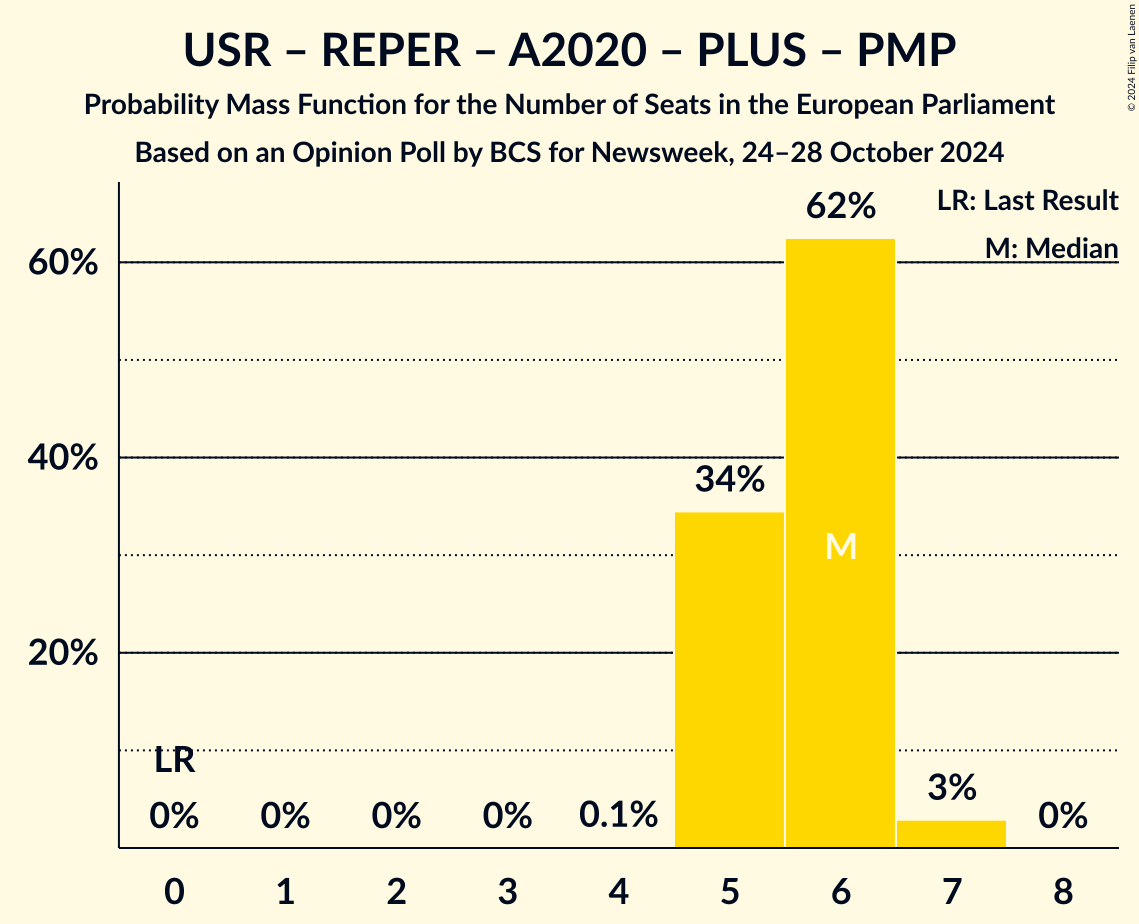 USR – REPER – A2020 – PLUS – PMP
Probability Mass Function for the Number of Seats in the European Parliament
Based on an Opinion Poll by BCS for Newsweek, 24–28 October 2024
© 2024 Filip van Laenen
LR: Last Result
M: Median
60%
40%
20%
LR
0%
0%
0%
0%
0.1%
34%
62%
M
3%
0%
0
1
2
3
4
5
6
7
8